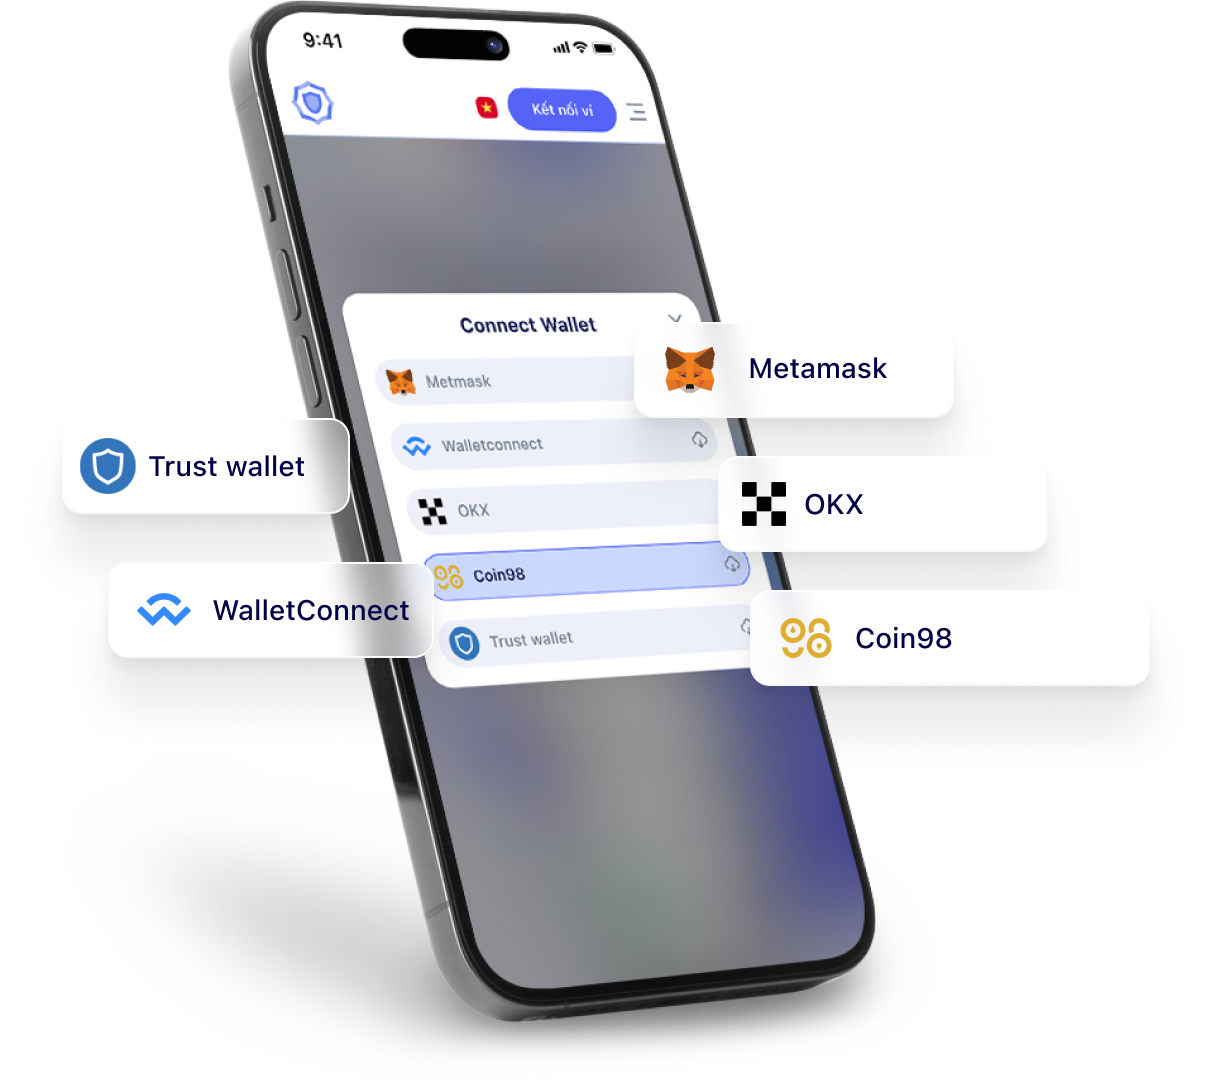 9:41
Kết nối ví
Connect Wallet
Metmask
Walletconnect
OKX
Coin98
Trust wallet
Metamask
Trust wallet
OKX
WalletConnect
Coin98